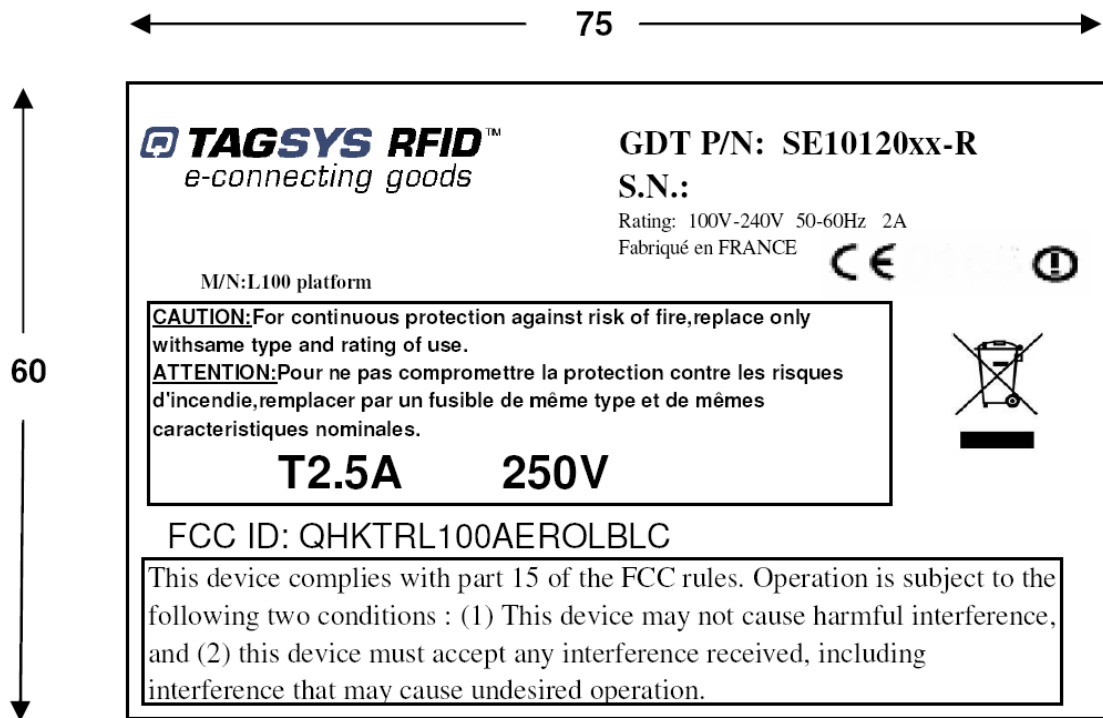 75
60
TAGSYS RFID™
e-connecting goods
GDT P/N: SE10120xx-R
S.N.:
Rating: 100V-240V 50-60Hz 2A
Fabriqué en FRANCE
CE
M/N:L100 platform
CAUTION:For continuous protection against risk of fire,replace only
withsame type and rating of use.
ATTENTION:Pour ne pas compromettre la protection contre les risques
d'incendie,remplacer par un fusible de même type et de mêmes
caracteristiques nominales.
T2.5A 250V
FCC ID: QHKTRL100AEROLBLC
This device complies with part 15 of the FCC rules. Operation is subject to the
following two conditions : (1) This device may not cause harmful interference,
and (2) this device must accept any interference received, including
interference that may cause undesired operation.